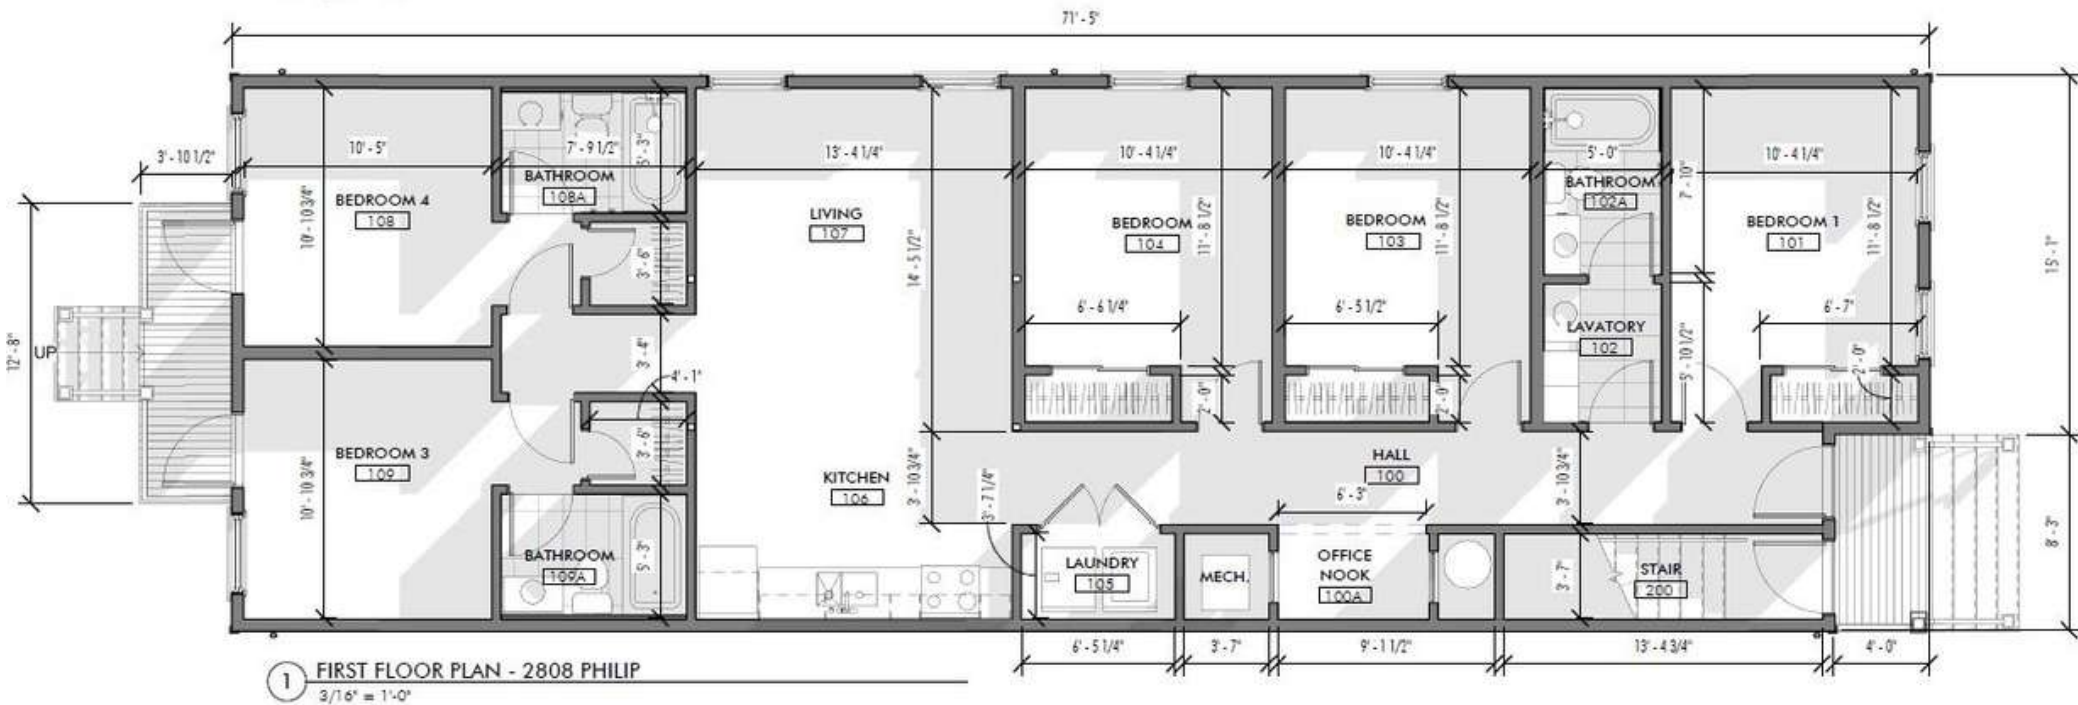 71' - 5"
3' - 10 1/2"
10' - 5"
7' - 9 1/2"
5' - 3"
13' - 4 1/4"
10' - 4 1/4"
10' - 4 1/4"
5' - 0"
10' - 4 1/4"
BATHROOM
108A
BATHROOM
102A
7' - 10"
BEDROOM 4
108
10' - 10 3/4"
LIVING
107
BEDROOM
104
11' - 8 1/2"
BEDROOM
103
11' - 8 1/2"
BEDROOM 1
101
11' - 8 1/2"
15' - 1"
3' - 6"
14' - 5 1/2"
6' - 6 1/4"
6' - 5 1/2"
6' - 7"
LAVATORY
102
5' - 10 1/2"
UP
12' - 8"
3' - 4"
4' - 1"
2' - 0"
2' - 0"
2' - 0"
BEDROOM 3
109
10' - 10 3/4"
3' - 6"
KITCHEN
106
3' - 10 3/4"
3' - 7 1/4"
HALL
100
6' - 3"
3' - 10 3/4"
8' - 3"
BATHROOM
109A
5' - 3"
LAUNDRY
105
MECH.
OFFICE
NOOK
100A
3' - 7"
STAIR
200
6' - 5 1/4"
3' - 7"
9' - 1 1/2"
13' - 4 3/4"
4' - 0"
1 FIRST FLOOR PLAN - 2808 PHILIP
3/16" = 1'-0"